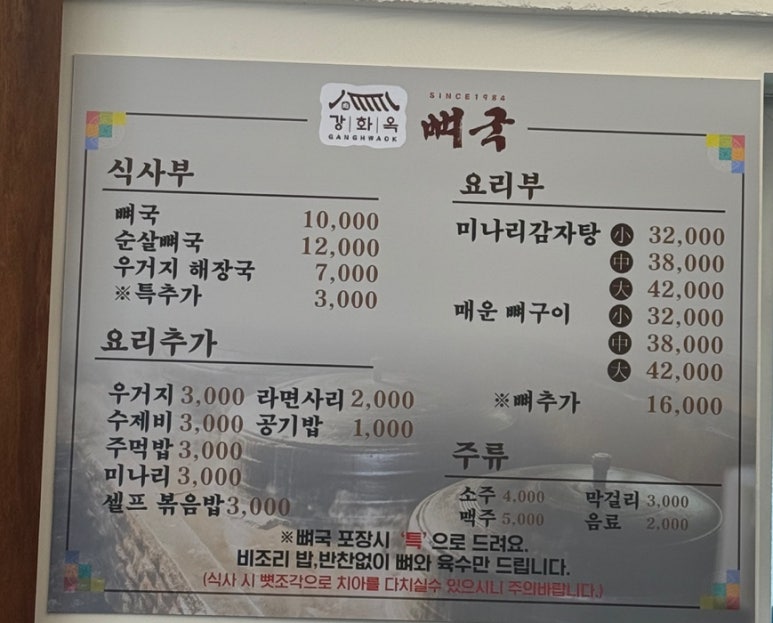 강|화|옥
GANGHWAOK
SINCE1984
뼈국
식사부
뼈국 10,000
순살뼈국 12,000
우거지 해장국 7,000
※특추가 3,000
요리추가
우거지 3,000 라면사리 2,000
수제비 3,000 공기밥 1,000
주먹밥 3,000
미나리 3,000
셀프 볶음밥 3,000
요리부
미나리감자탕 小 32,000
中 38,000
大 42,000
매운 뼈구이 小 32,000
中 38,000
大 42,000
※뼈추가 16,000
주류
소주 4,000 막걸리 3,000
맥주 5,000 음료 2,000
※뼈국 포장시 '특'으로 드려요.
비조리 밥,반찬없이 뼈와 육수만 드립니다.
(식사 시 뼛조각으로 치아를 다치실수 있으시니 주의바랍니다.)